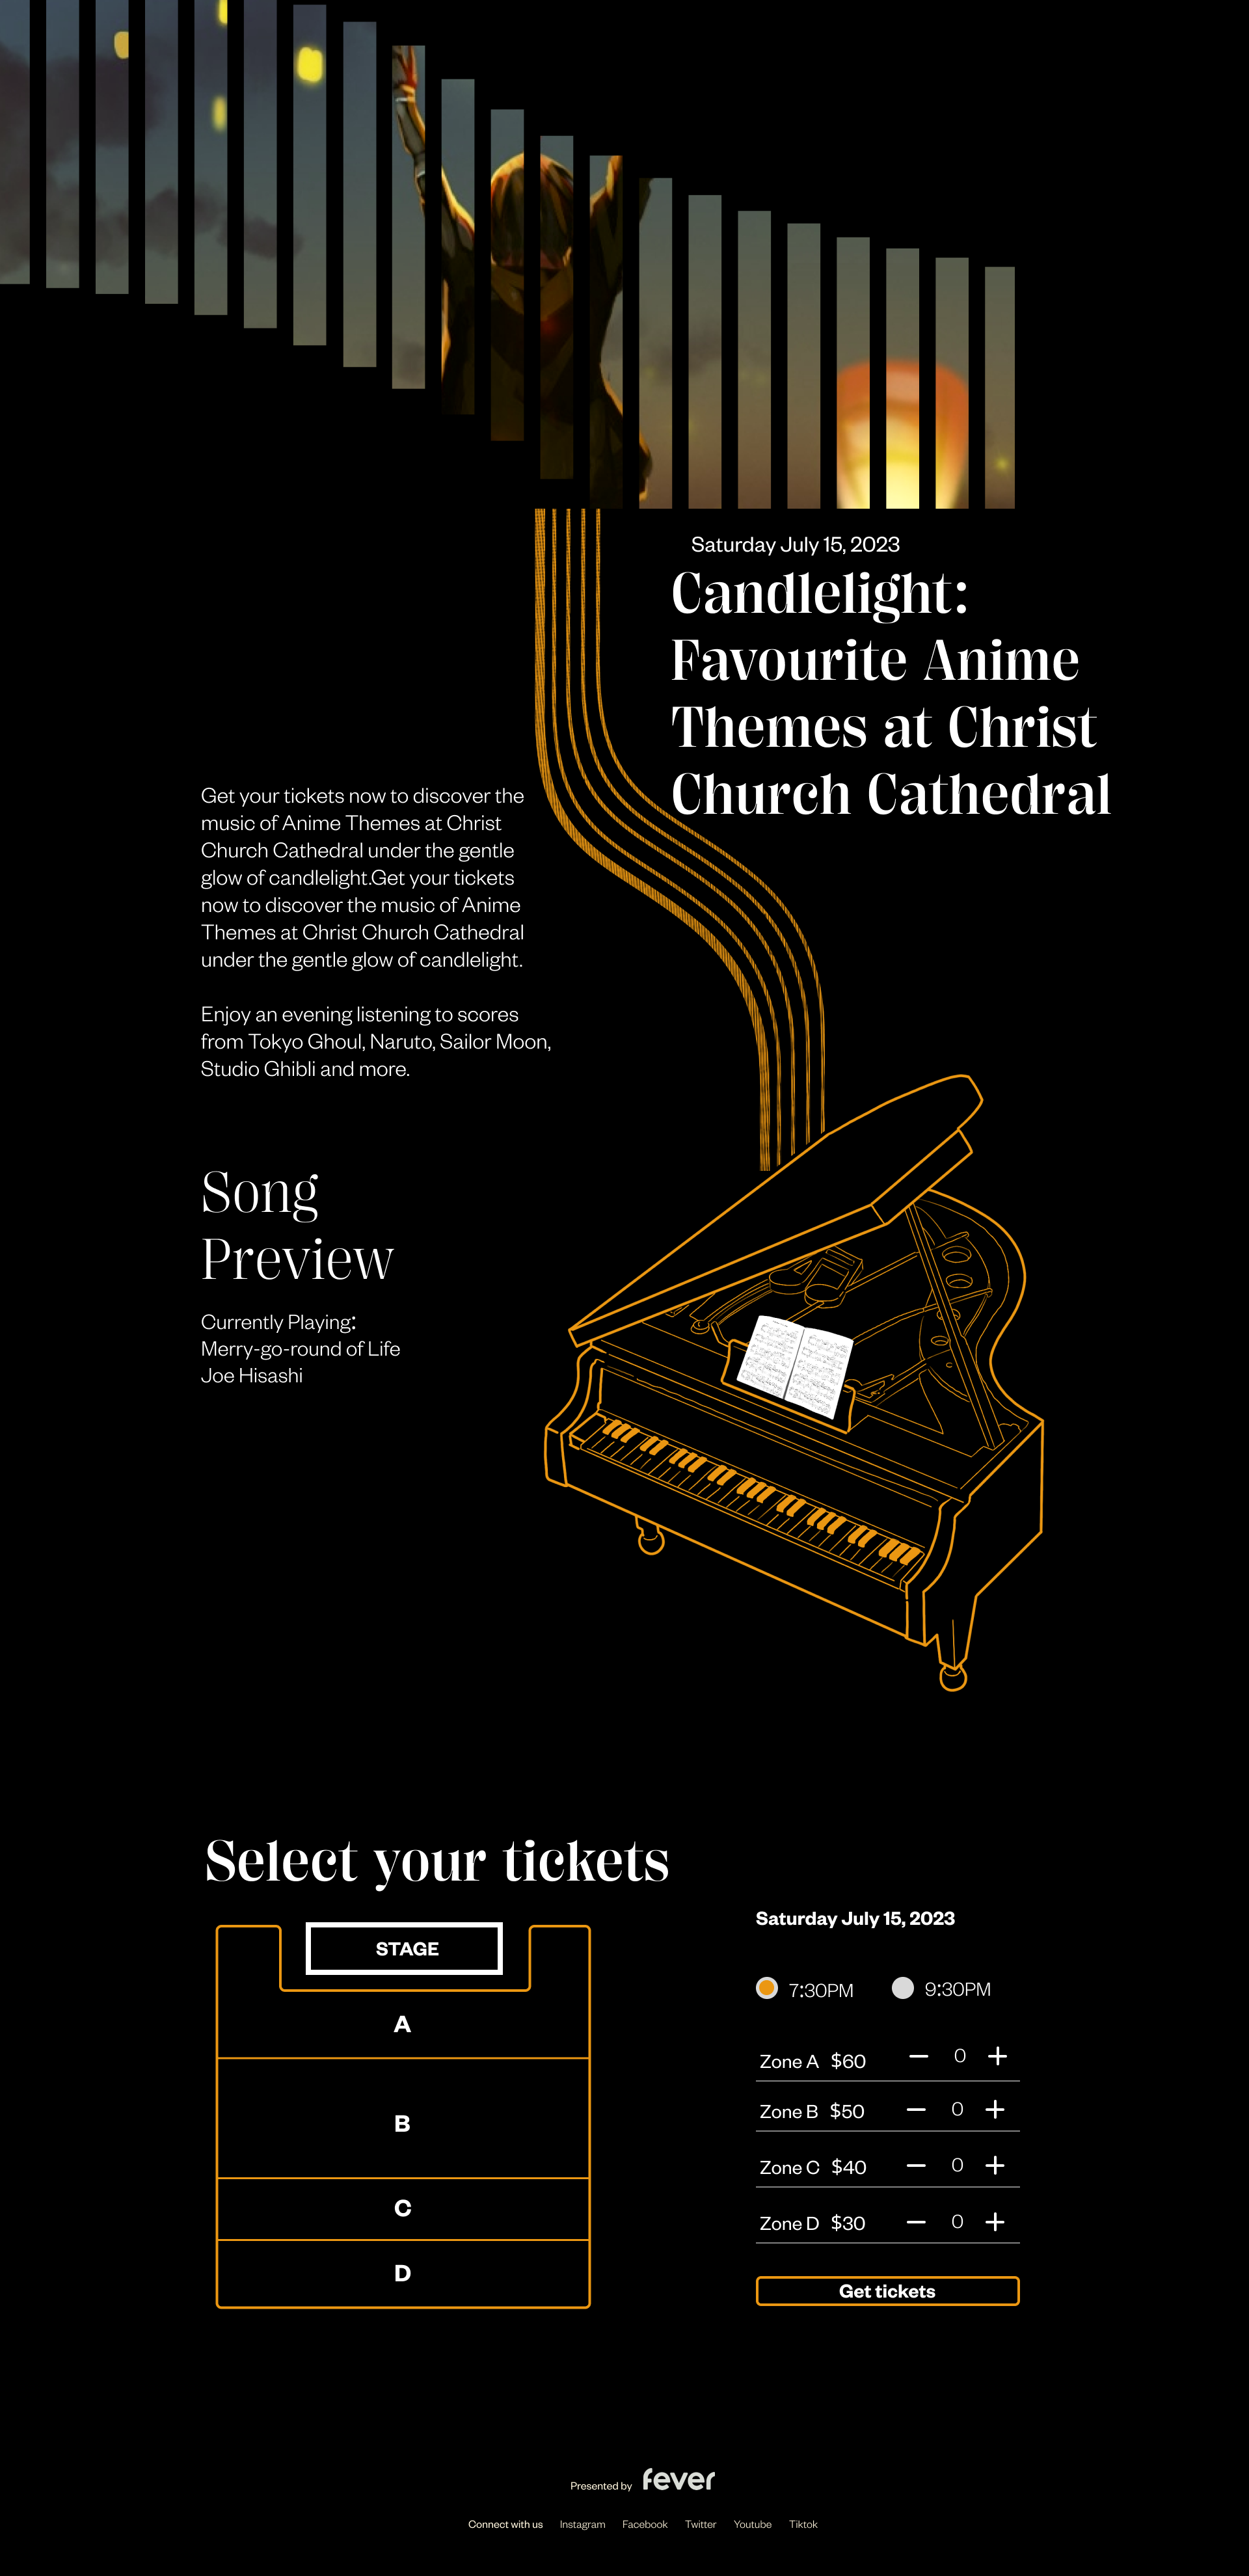 Saturday July 15, 2023
Candlelight:
Favourite Anime
Themes at Christ
Church Cathedral
Get your tickets now to discover the
music of Anime Themes at Christ
Church Cathedral under the gentle
glow of candlelight.Get your tickets
now to discover the music of Anime
Themes at Christ Church Cathedral
under the gentle glow of candlelight.
Enjoy an evening listening to scores
from Tokyo Ghoul, Naruto, Sailor Moon,
Studio Ghibli and more.
Song
Preview
Currently Playing:
Merry-go-round of Life
Joe Hisashi
Select your tickets
STAGE
A
B
C
D
Saturday July 15, 2023
7:30PM 9:30PM
Zone A $60 — 0 +
Zone B $50 — 0 +
Zone C $40 — 0 +
Zone D $30 — 0 +
Get tickets
Presented by fever
Connect with us Instagram Facebook Twitter Youtube Tiktok